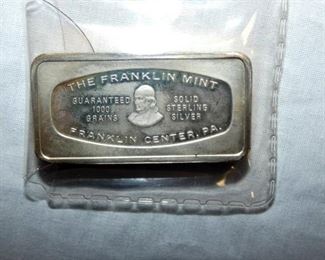 THE FRANKLIN MINT
GUARANTEED
1000
GRAINS
SOLID
STERLING
SILVER
FRANKLIN CENTER, PA.